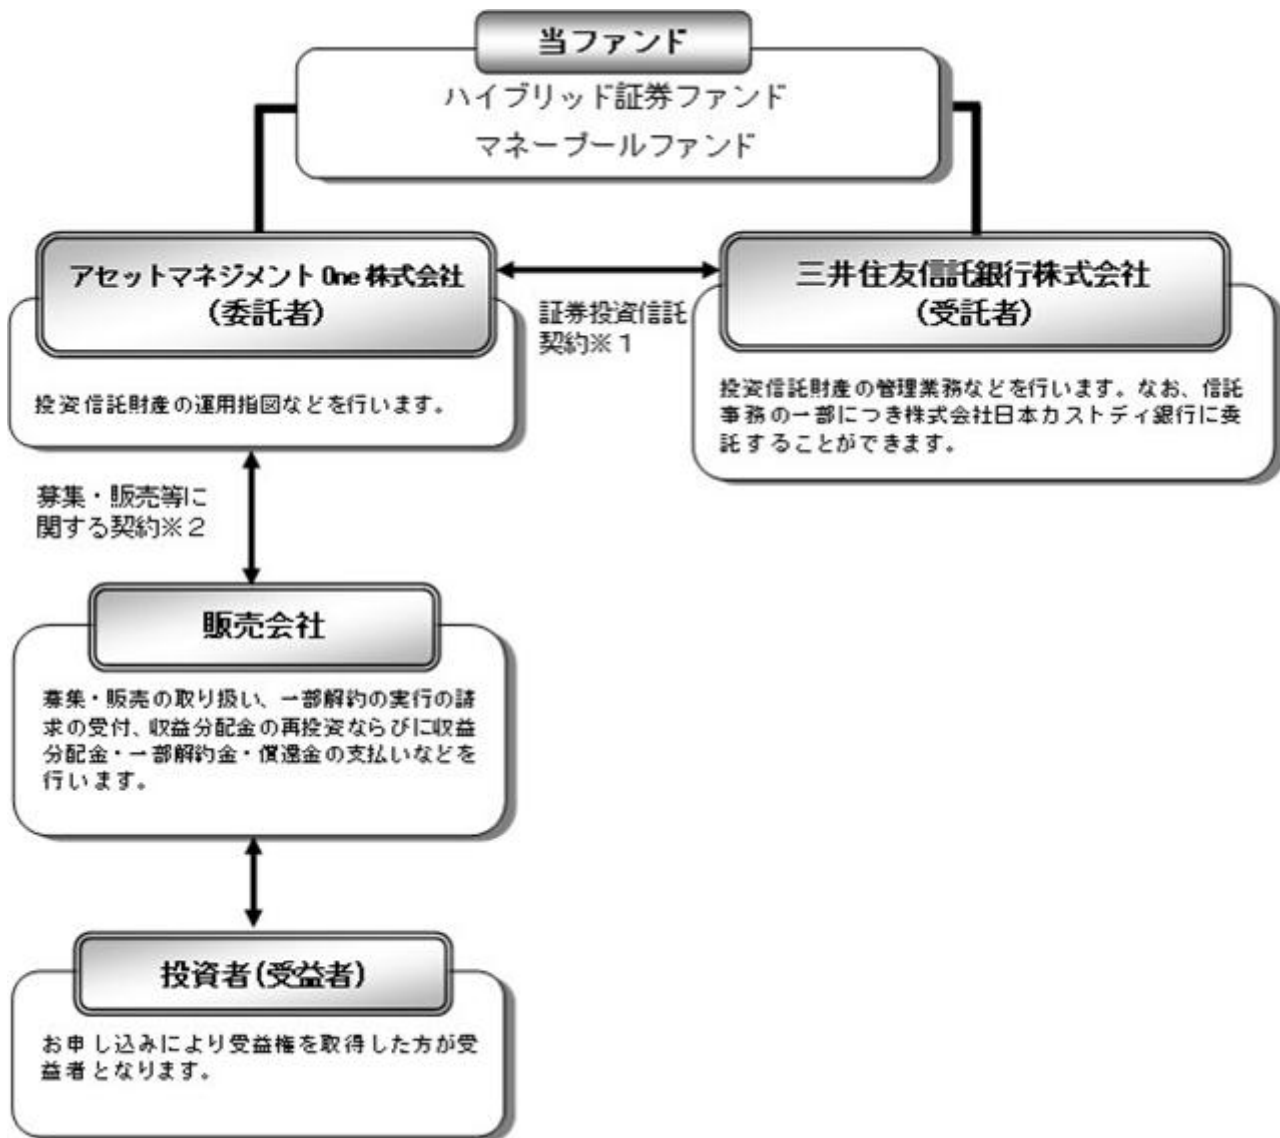 当ファンド
ハイブリッド証券ファンド
マネープールファンド
アセットマネジメントOne株式会社
(委託者)
投資信託財産の運用指図などを行います。
証券投資信託
契約※1
三井住友信託銀行株式会社
(受託者)
投資信託財産の管理業務などを行います。なお、信託
事務の一部につき株式会社日本カストディ銀行に委
託することができます。
募集・販売等に
関する契約※2
販売会社
募集・販売の取り扱い、一部解約の実行の請
求の受付、収益分配金の再投資ならびに収益
分配金・一部解約金・償還金の支払いなどを
行います。
投資者(受益者)
お申し込みにより受益権を取得した方が受
益者となります。